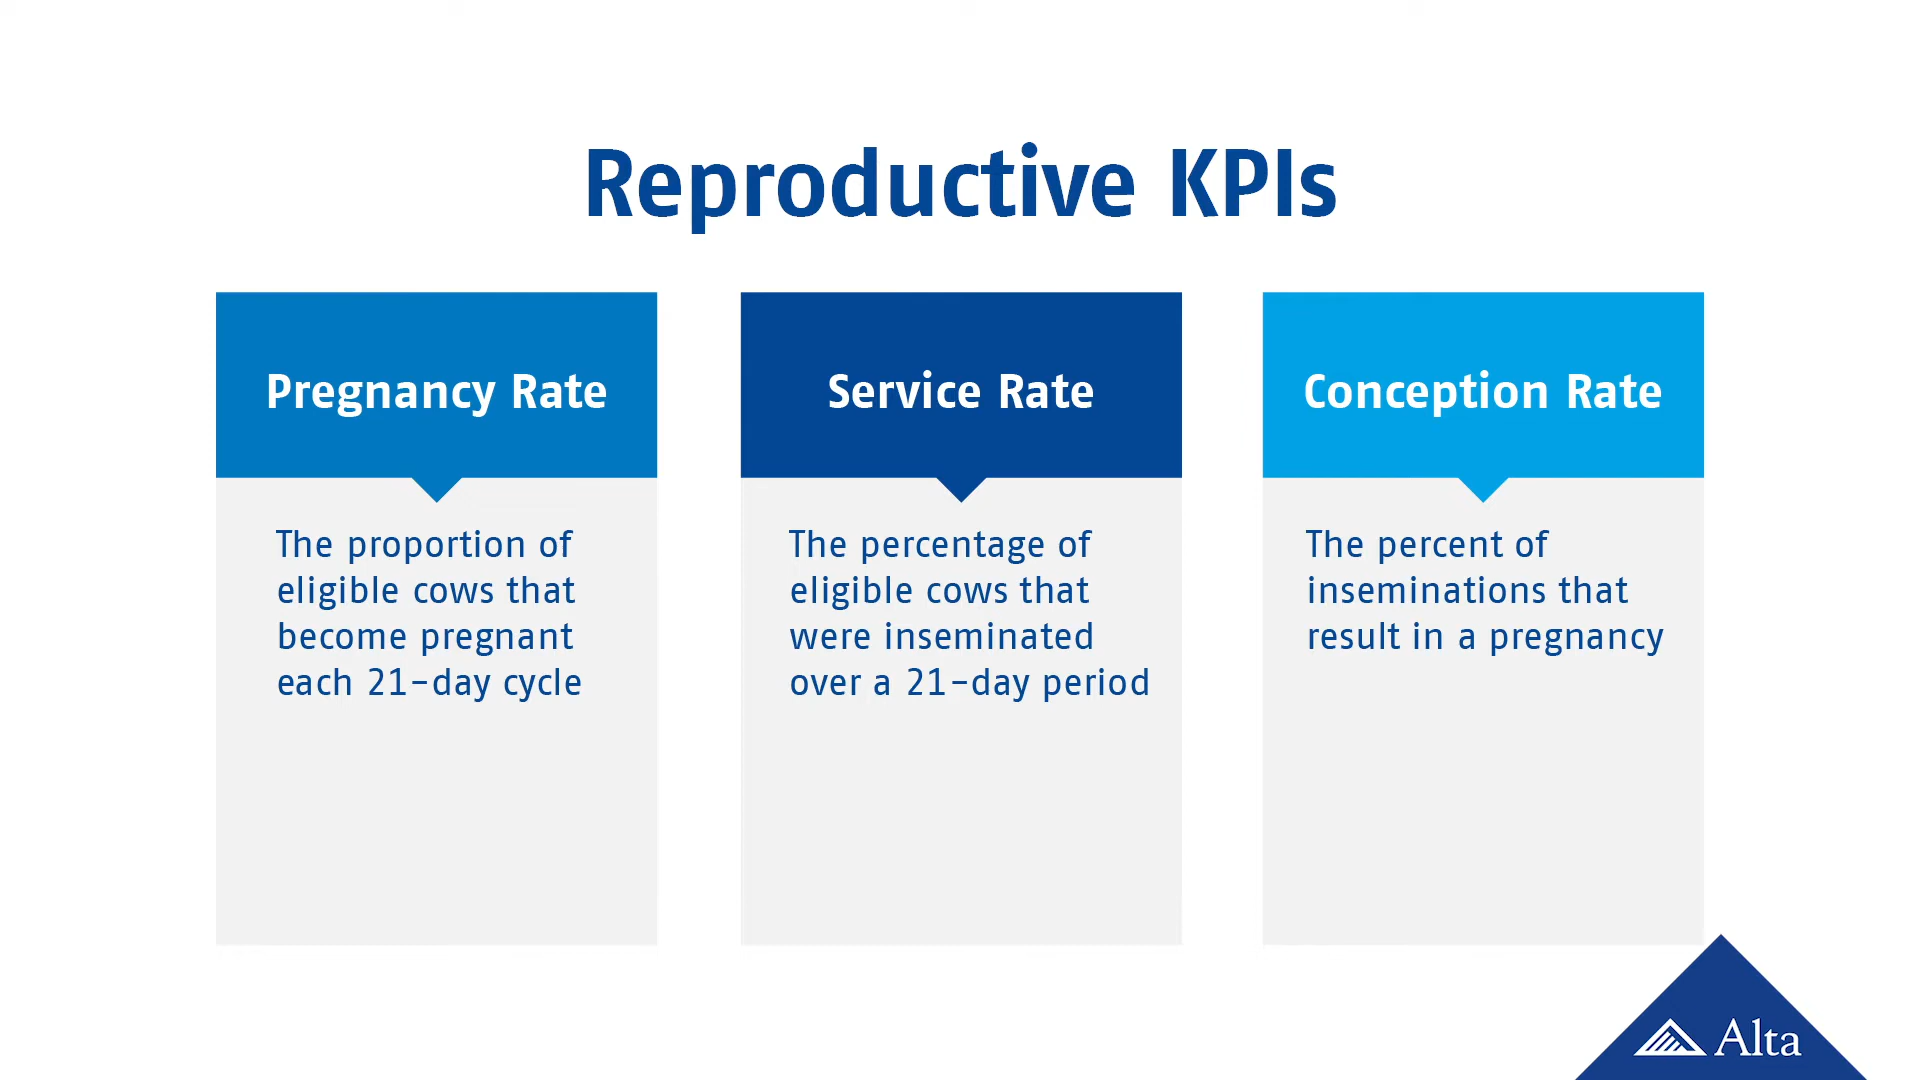 Reproductive KPIs
Pregnancy Rate
The proportion of
eligible cows that
become pregnant
each 21-day cycle
Service Rate
The percentage of
eligible cows that
were inseminated
over a 21-day period
Conception Rate
The percent of
inseminations that
result in a pregnancy
Alta